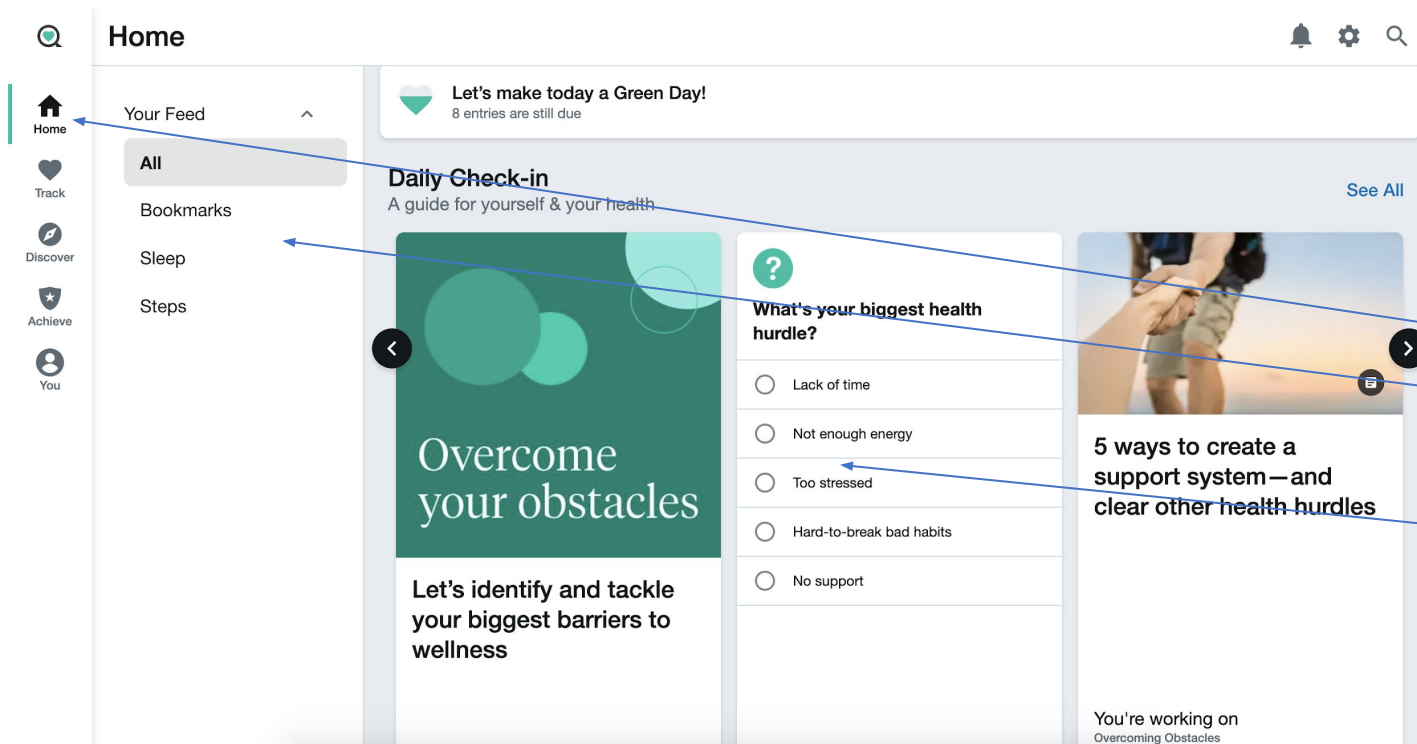 Home
Home
Track
Discover
Achieve
You
Your Feed
All
Bookmarks
Sleep
Steps
Let's make today a Green Day!
8 entries are still due
Daily Check-in
A guide for yourself & your health
See All
Overcome
your obstacles
Let's identify and tackle
your biggest barriers to
wellness
?
What's your biggest health
hurdle?
Lack of time
Not enough energy
Too stressed
Hard-to-break bad habits
No support
5 ways to create a
support system—and
clear other health hurdles
You're working on
Overcoming Obstacles